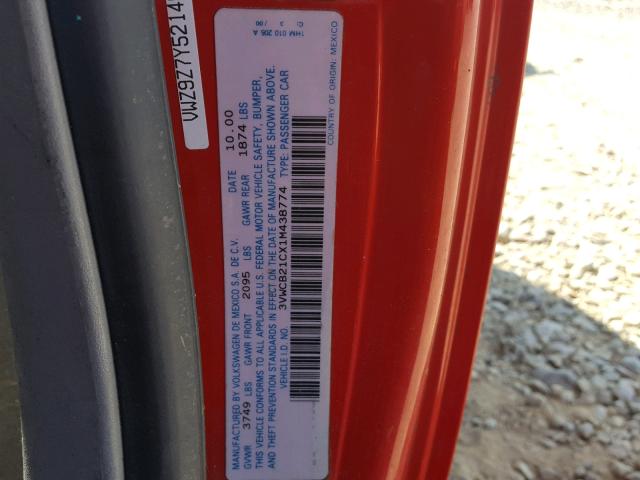 VWZ9Z7Y5214
MANUFACTURED BY VOLKSWAGEN DE MEXICO S.A. DE C.V. DATE 10.00
GVWR 3749 LBS GAWR FRONT 2095 LBS GAWR REAR 1874 LBS
THIS VEHICLE CONFORMS TO ALL APPLICABLE U.S. FEDERAL MOTOR VEHICLE SAFETY, BUMPER,
AND THEFT PREVENTION STANDARDS IN EFFECT ON THE DATE OF MANUFACTURE SHOWN ABOVE.
VEHICLE I.D. NO. 3VWCB21CX1M438774 TYPE: PASSENGER CAR
COUNTRY OF ORIGIN: MEXICO
1HM 010 206 A